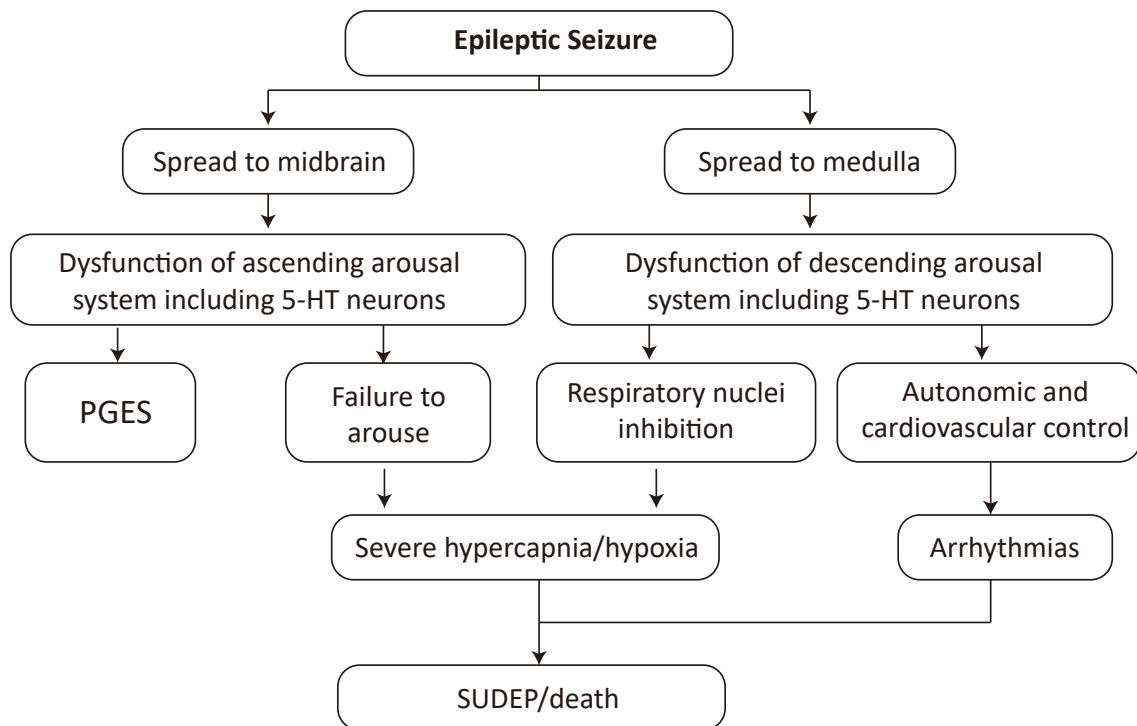 Epileptic Seizure
Spread to midbrain
Spread to medulla
Dysfunction of ascending arousal
system including 5-HT neurons
Dysfunction of descending arousal
system including 5-HT neurons
PGES
Failure to
arouse
Respiratory nuclei
inhibition
Autonomic and
cardiovascular control
Severe hypercapnia/hypoxia
Arrhythmias
SUDEP/death